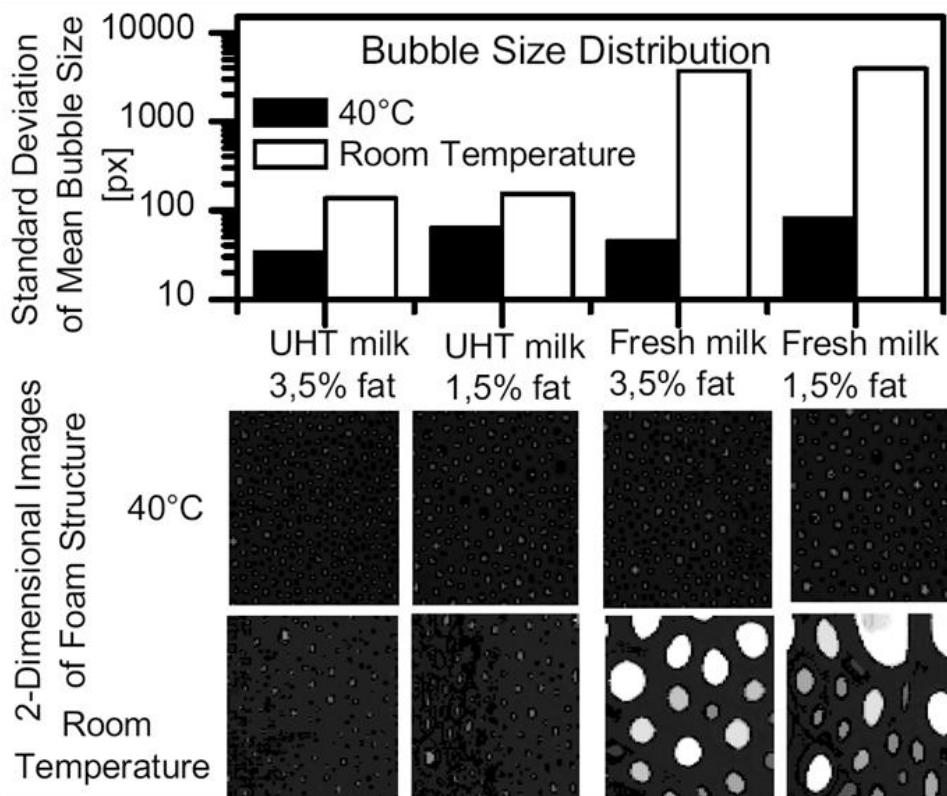 Standard Deviation
of Mean Bubble Size
[px]
10000
1000
100
10
Bubble Size Distribution
40°C
Room Temperature
UHT milk
3,5% fat
UHT milk
1,5% fat
Fresh milk
3,5% fat
Fresh milk
1,5% fat
2-Dimensional Images
of Foam Structure
40°C
Room
Temperature